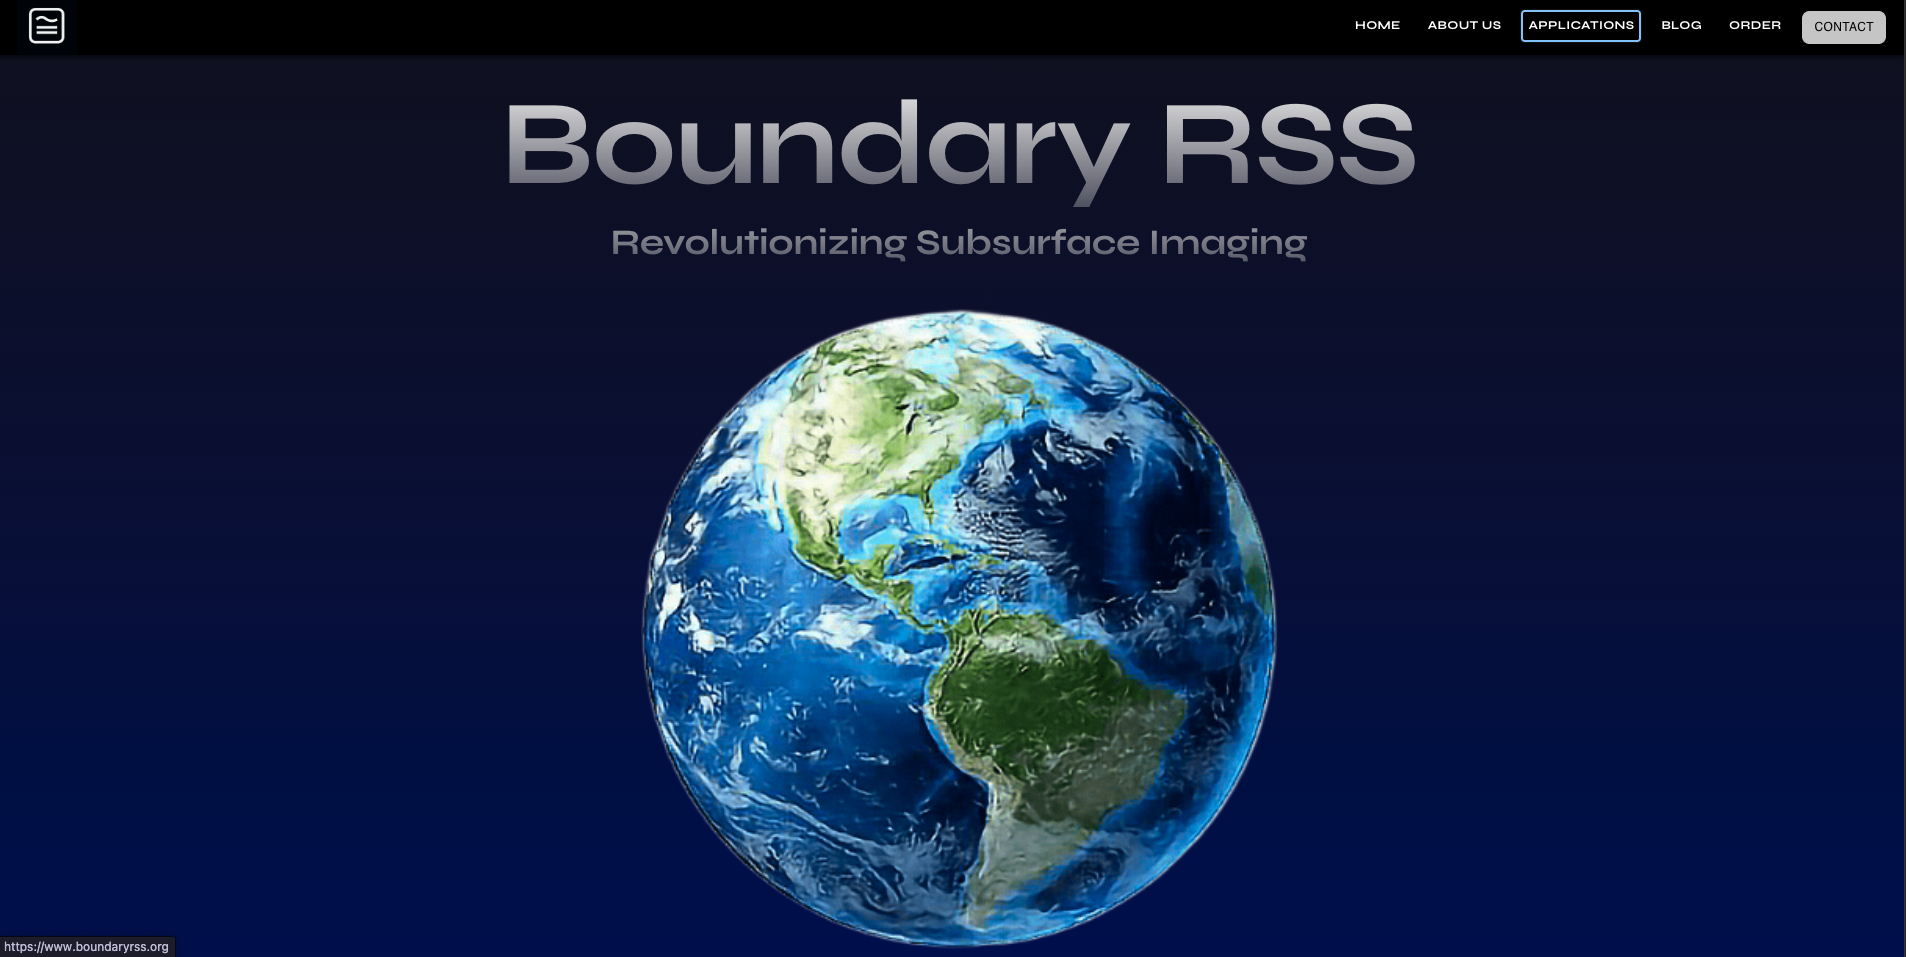 HOME ABOUT US APPLICATIONS BLOG ORDER CONTACT
Boundary RSS
Revolutionizing Subsurface Imaging
https://www.boundaryrss.org